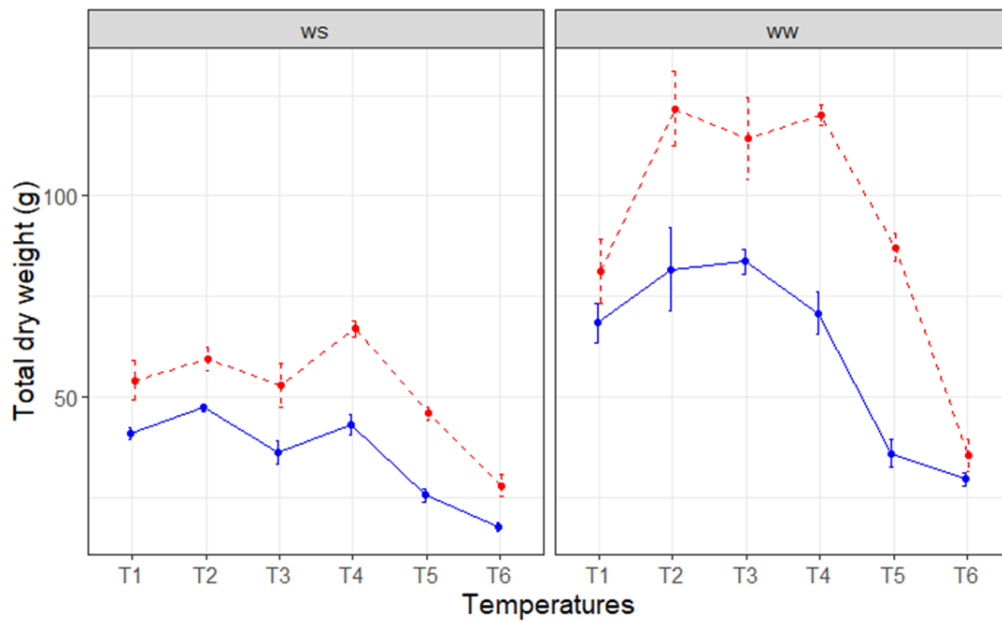 ws
ww
Total dry weight (g)
100
50
T1 T2 T3 T4 T5 T6
T1 T2 T3 T4 T5 T6
Temperatures